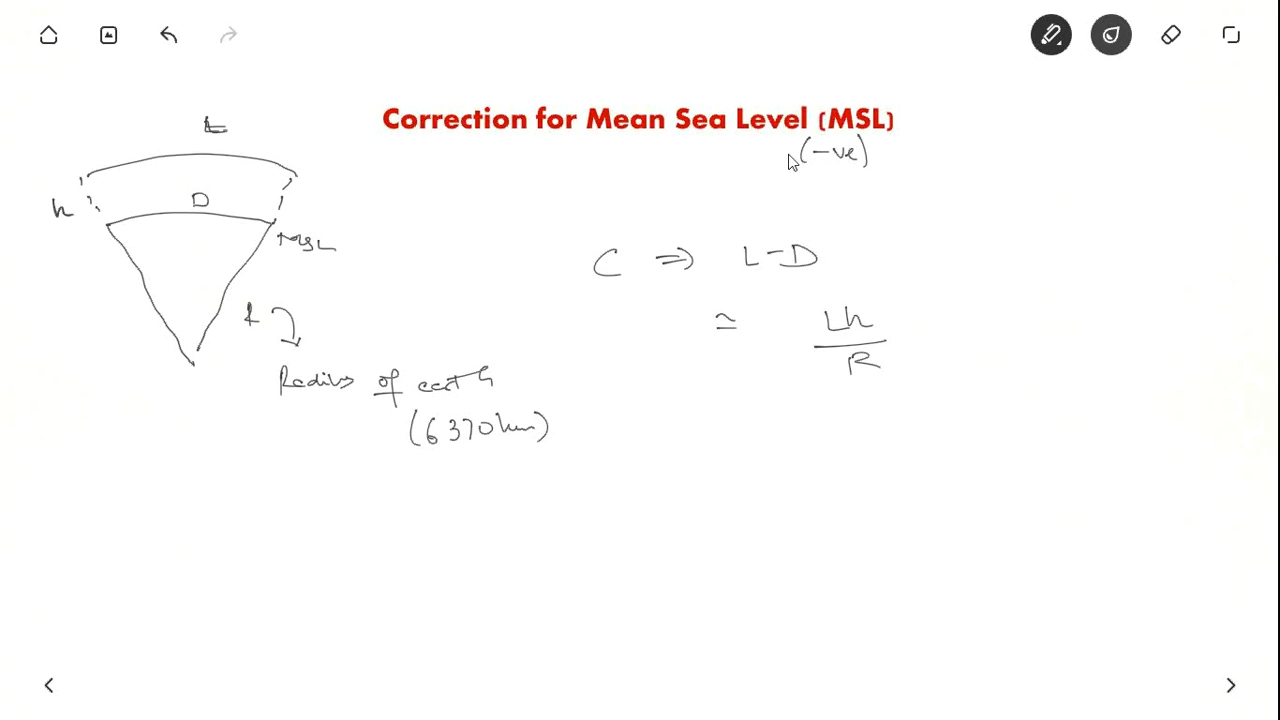 Correction for Mean Sea Level (MSL)
(-ve)
L
h
D
MSL
R
Radius of earth
(6370km)
C ⇒ L-D
≃ Lh/R